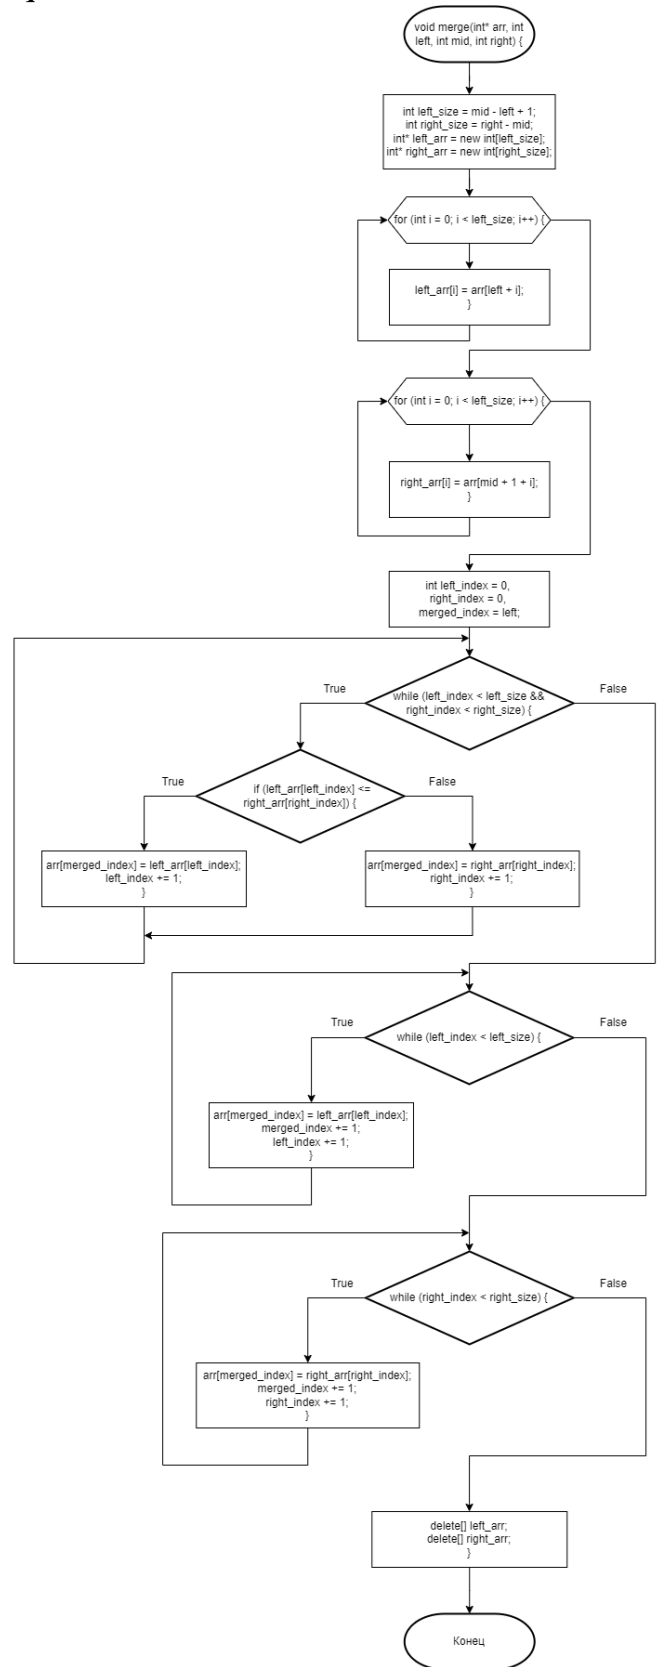 void merge(int* arr, int
left, int mid, int right) {
int left_size = mid - left + 1;
int right_size = right - mid;
int* left_arr = new int[left_size];
int* right_arr = new int[right_size];
for (int i = 0; i < left_size; i++) {
left_arr[i] = arr[left + i];
}
for (int i = 0; i < left_size; i++) {
right_arr[i] = arr[mid + 1 + i];
}
int left_index = 0,
right_index = 0,
merged_index = left;
True
while (left_index < left_size &&
right_index < right_size) {
False
True
if (left_arr[left_index] <=
right_arr[right_index]) {
False
arr[merged_index] = left_arr[left_index];
left_index += 1;
}
arr[merged_index] = right_arr[right_index];
right_index += 1;
}
True
while (left_index < left_size) {
False
arr[merged_index] = left_arr[left_index];
merged_index += 1;
left_index += 1;
}
True
while (right_index < right_size) {
False
arr[merged_index] = right_arr[right_index];
merged_index += 1;
right_index += 1;
}
delete[] left_arr;
delete[] right_arr;
}
Конец